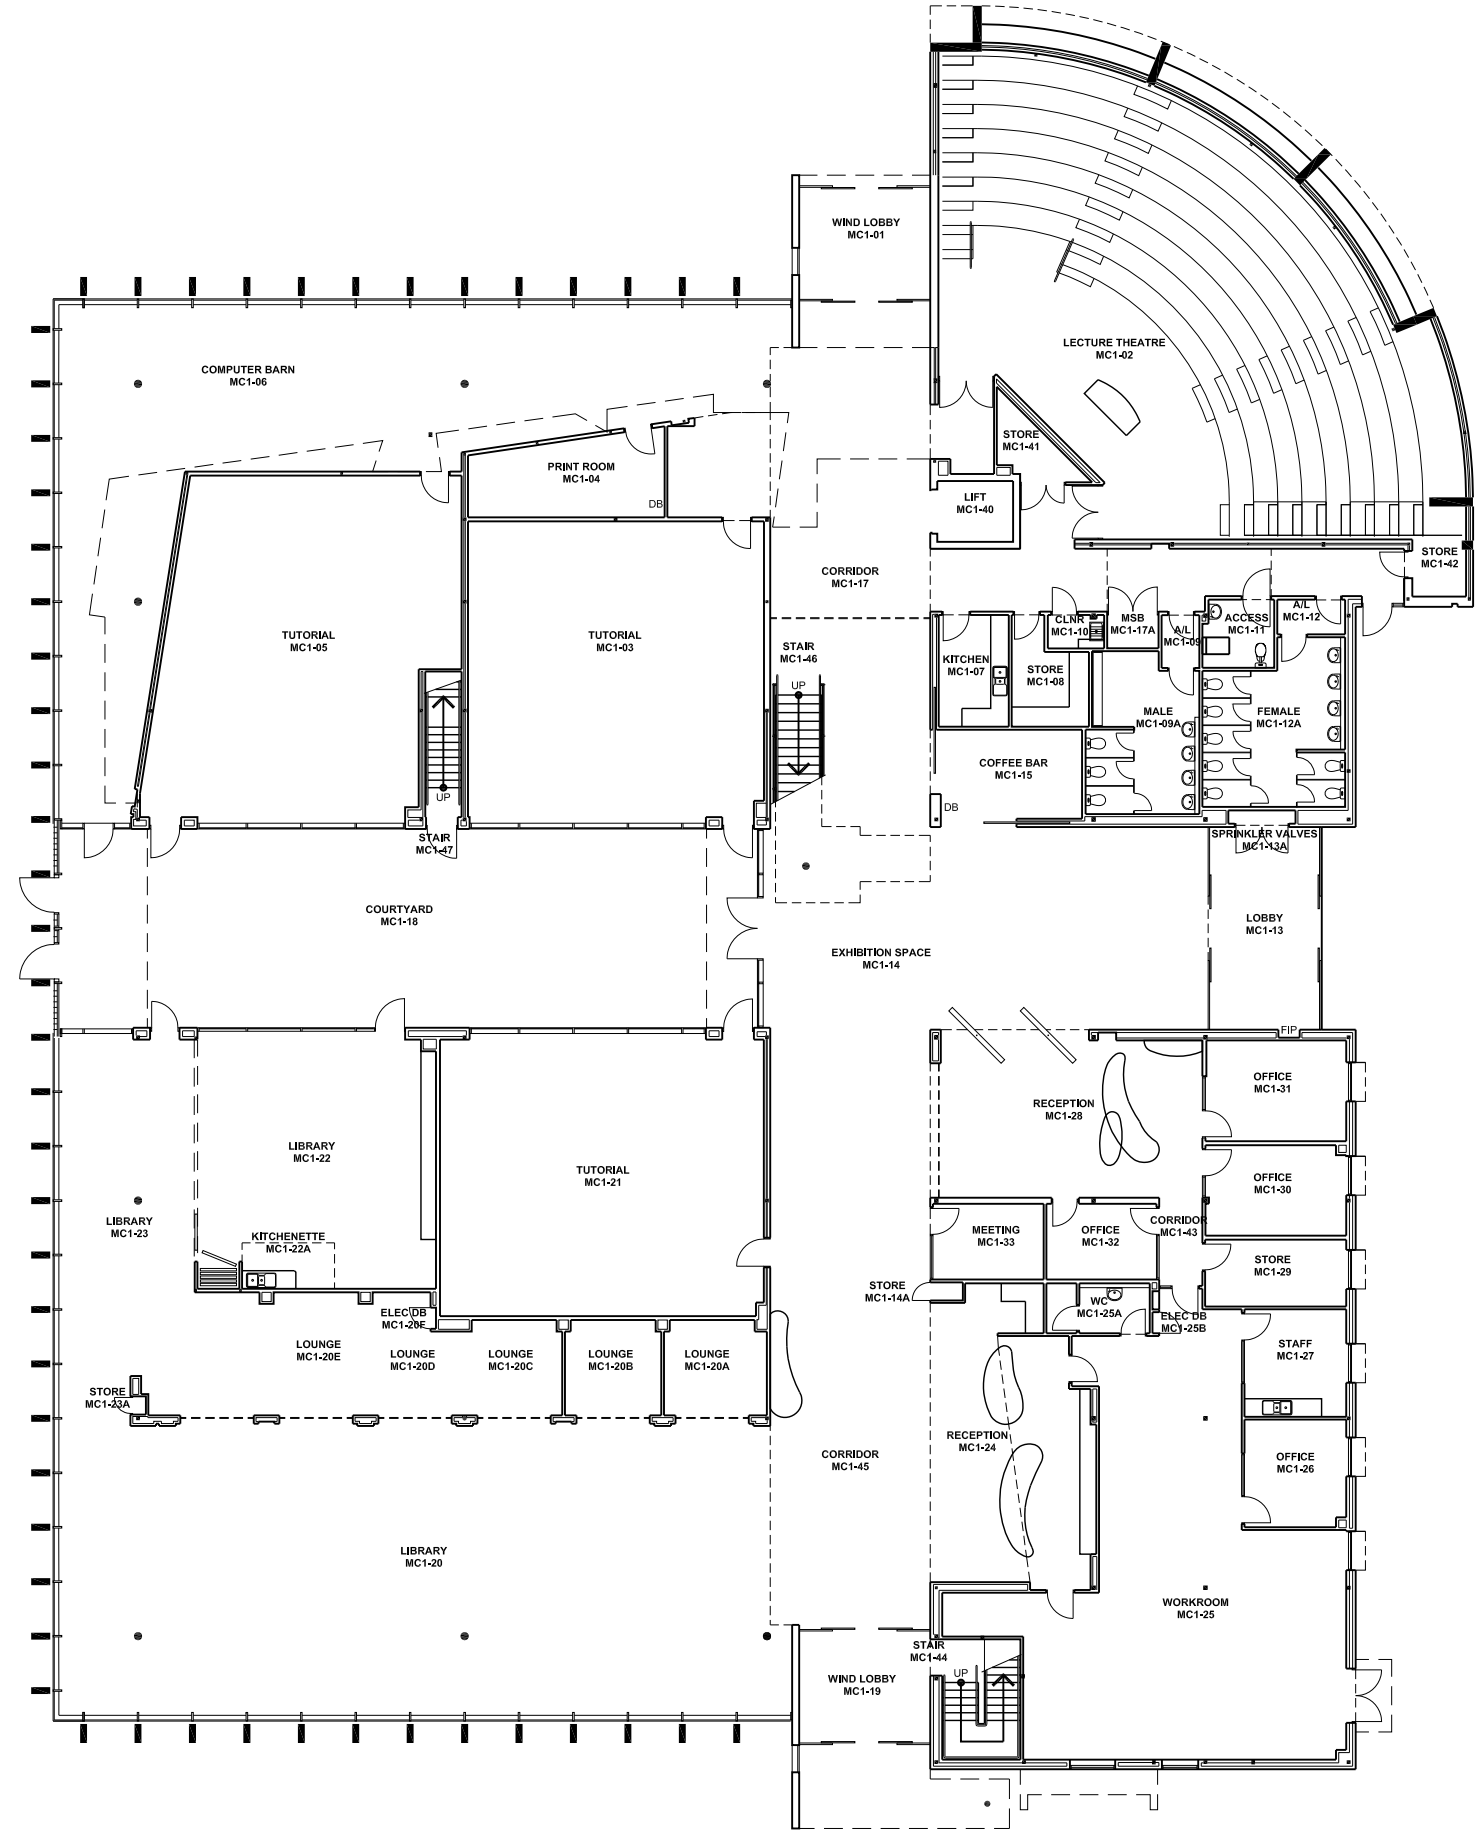 WIND LOBBY
MC1-01
LECTURE THEATRE
MC1-02
COMPUTER BARN
MC1-06
STORE
MC1-41
PRINT ROOM
MC1-04
DB
LIFT
MC1-40
STORE
MC1-42
CORRIDOR
MC1-17
TUTORIAL
MC1-05
TUTORIAL
MC1-03
STAIR
MC1-46
UP
KITCHEN
MC1-07
STORE
MC1-08
CLNR
MC1-10
MSB
MC1-17A
A/L
MC1-09
ACCESS
MC1-11
A/L
MC1-12
MALE
MC1-09A
FEMALE
MC1-12A
COFFEE BAR
MC1-15
DB
UP
STAIR
MC1-47
SPRINKLER VALVES
MC1-13A
COURTYARD
MC1-18
LOBBY
MC1-13
EXHIBITION SPACE
MC1-14
FIP
OFFICE
MC1-31
RECEPTION
MC1-28
LIBRARY
MC1-22
TUTORIAL
MC1-21
OFFICE
MC1-30
LIBRARY
MC1-23
KITCHENETTE
MC1-22A
MEETING
MC1-33
OFFICE
MC1-32
CORRIDOR
MC1-43
STORE
MC1-29
STORE
MC1-14A
WC
MC1-25A
ELEC DB
MC1-25B
ELEC DB
MC1-20F
LOUNGE
MC1-20E
LOUNGE
MC1-20D
LOUNGE
MC1-20C
LOUNGE
MC1-20B
LOUNGE
MC1-20A
STAFF
MC1-27
STORE
MC1-23A
RECEPTION
MC1-24
CORRIDOR
MC1-45
OFFICE
MC1-26
LIBRARY
MC1-20
WORKROOM
MC1-25
STAIR
MC1-44
UP
WIND LOBBY
MC1-19